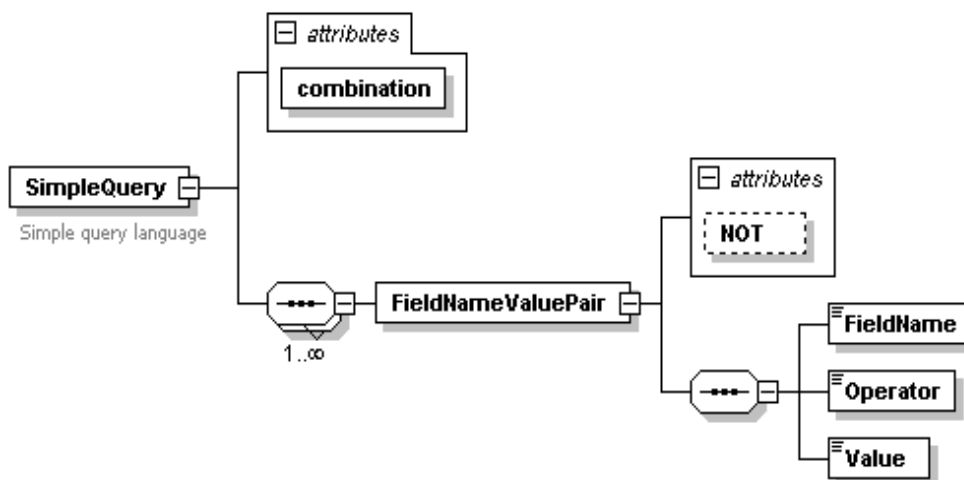 attributes
combination
SimpleQuery
Simple query language
attributes
NOT
FieldNameValuePair
1..∞
FieldName
Operator
Value